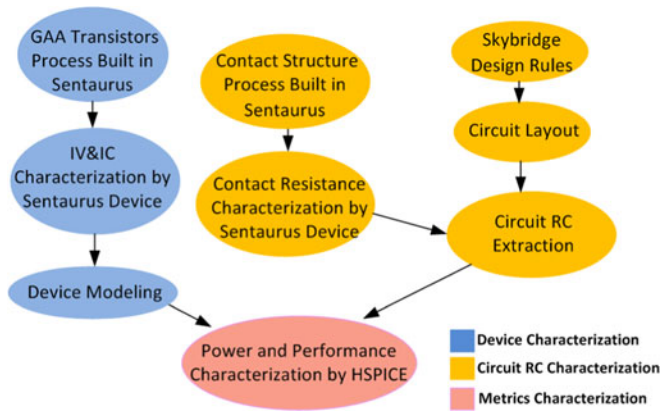 GAA Transistors
Process Built in
Sentaurus
IV&IC
Characterization by
Sentaurus Device
Device Modeling
Contact Structure
Process Built in
Sentaurus
Contact Resistance
Characterization by
Sentaurus Device
Skybridge
Design Rules
Circuit Layout
Circuit RC
Extraction
Power and Performance
Characterization by HSPICE
Device Characterization
Circuit RC Characterization
Metrics Characterization